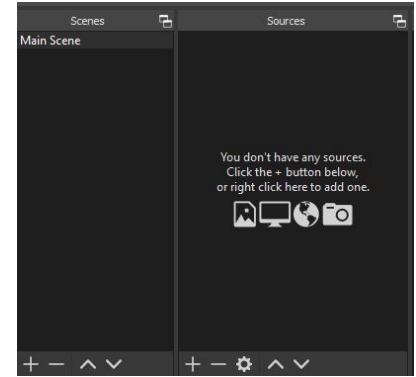 Scenes
Sources
Main Scene
You don't have any sources.
Click the + button below,
or right click here to add one.